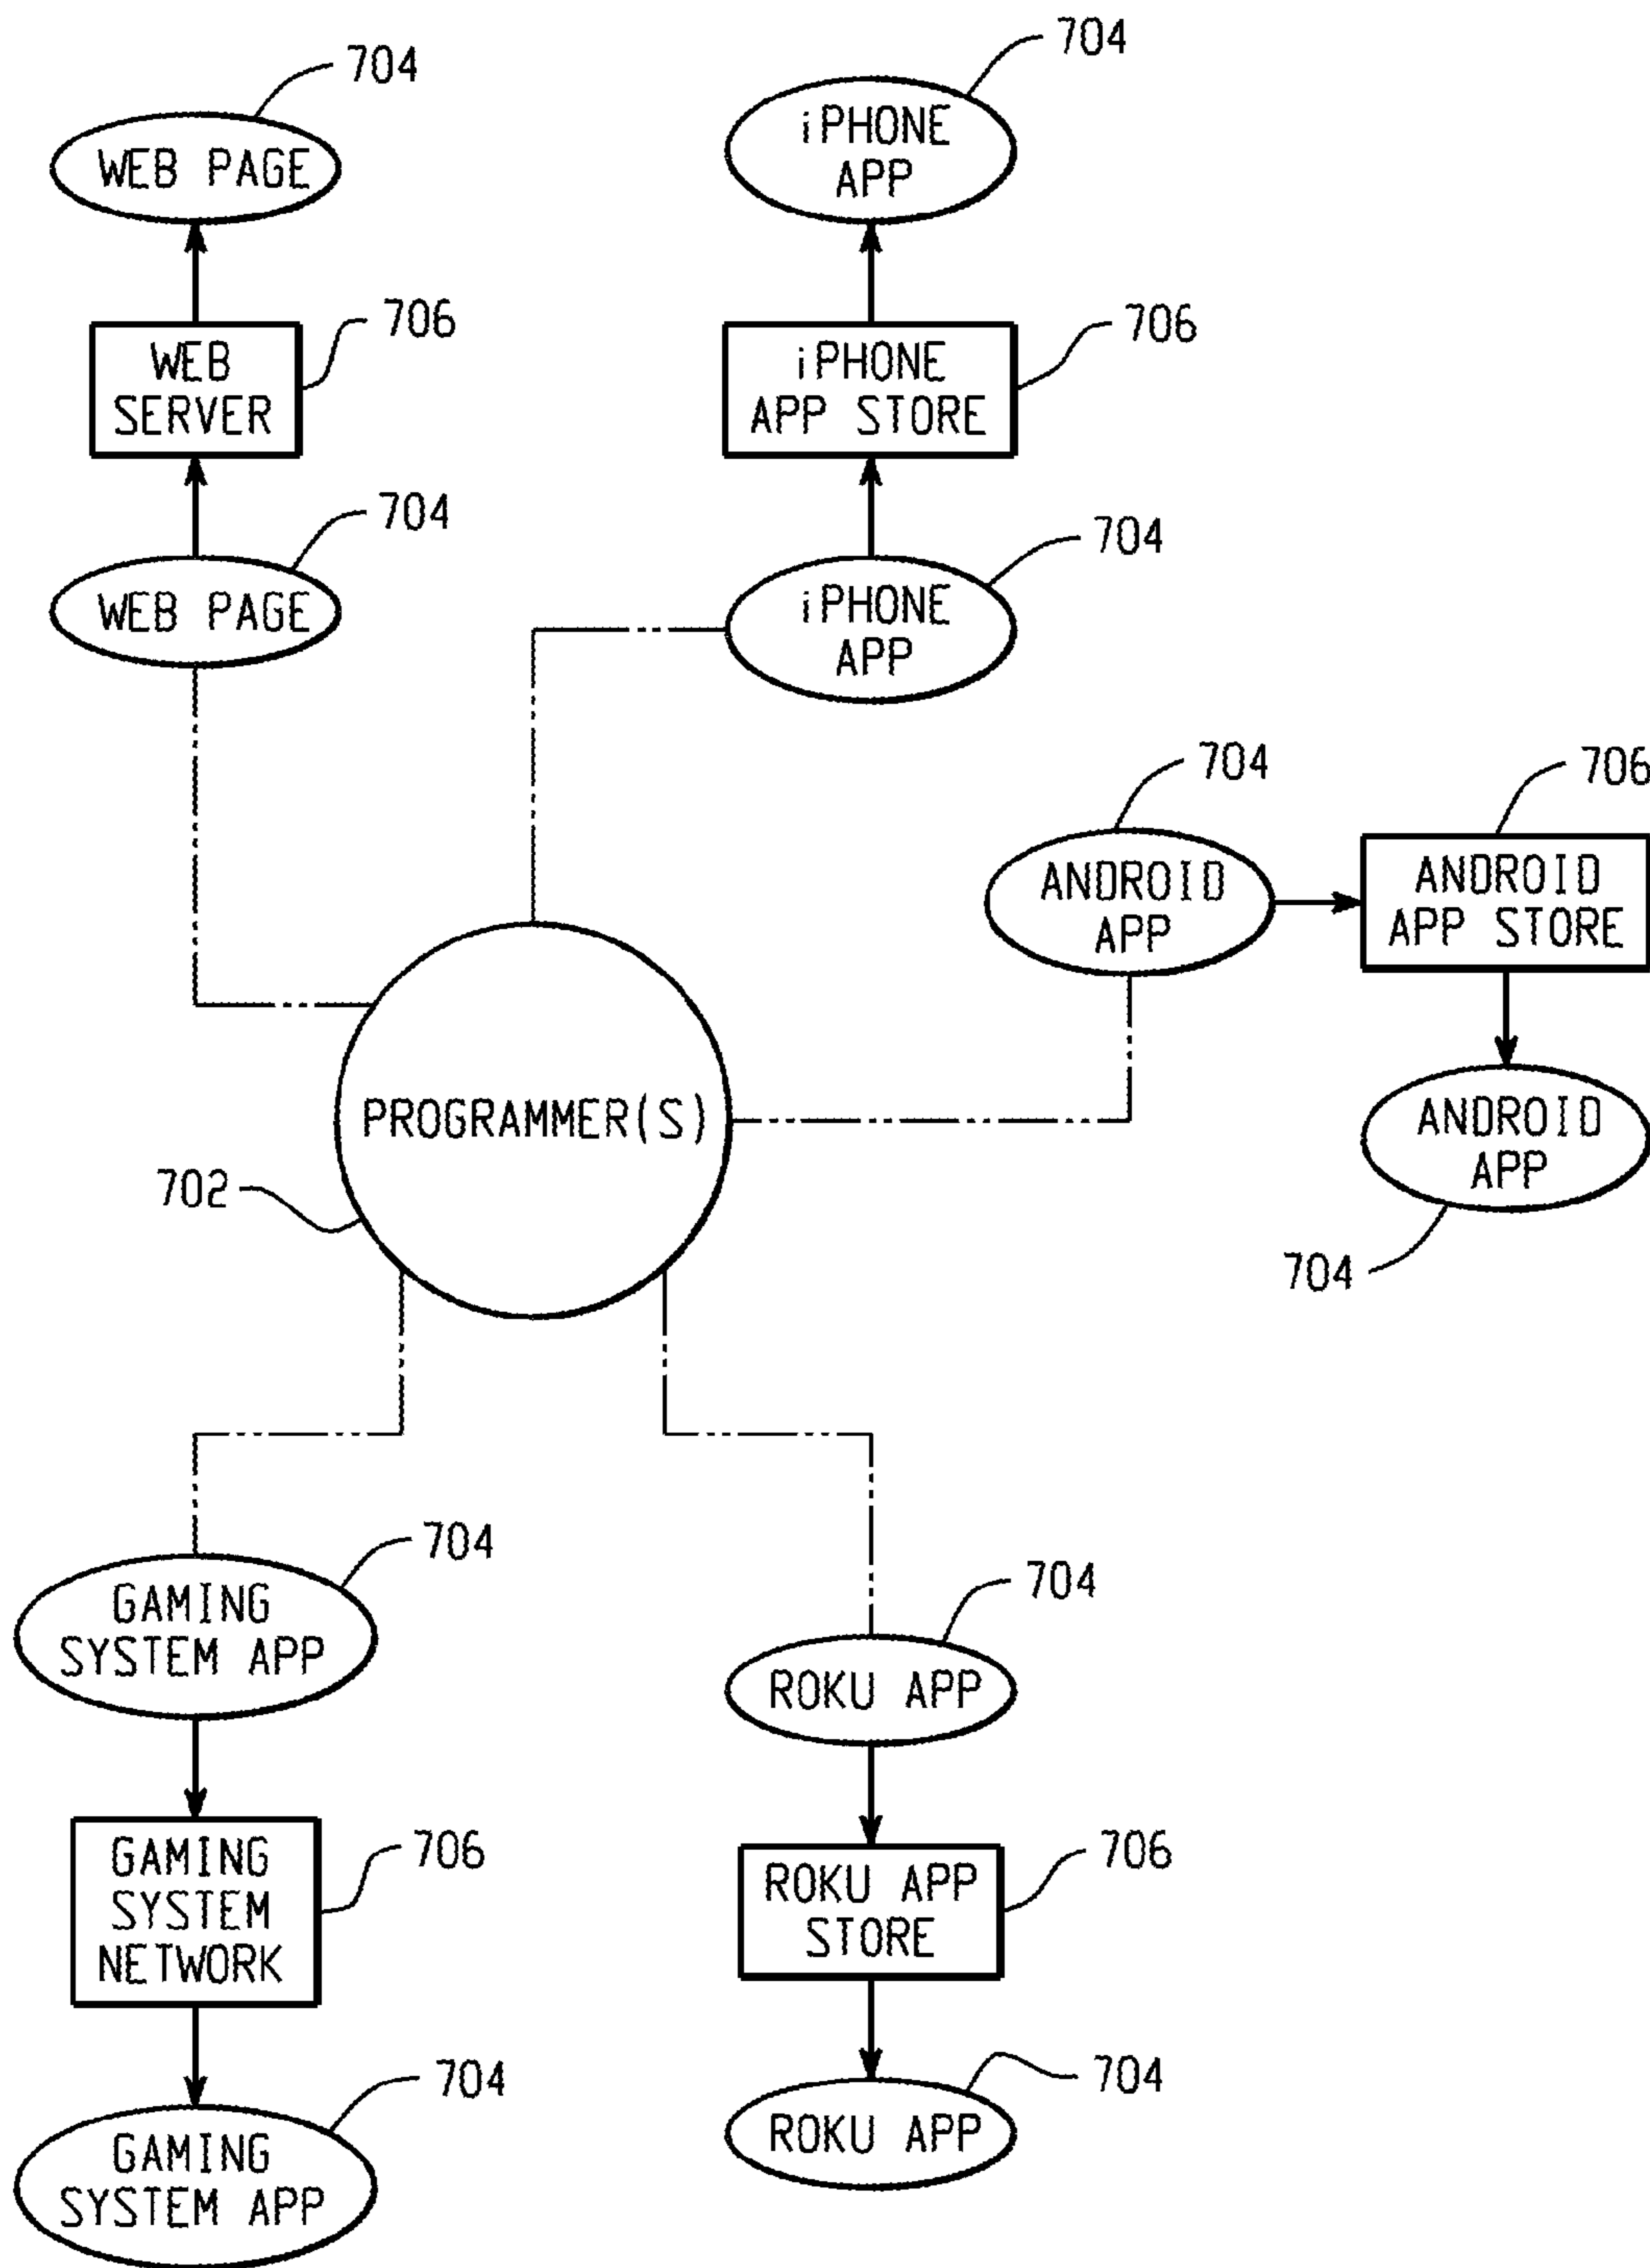 704
WEB PAGE
706
WEB
SERVER
704
WEB PAGE
704
iPHONE
APP
706
iPHONE
APP STORE
704
iPHONE
APP
704
ANDROID
APP
706
ANDROID
APP STORE
ANDROID
APP
704
PROGRAMMER(S)
702
704
GAMING
SYSTEM APP
706
GAMING
SYSTEM
NETWORK
704
GAMING
SYSTEM APP
704
ROKU APP
706
ROKU APP
STORE
704
ROKU APP